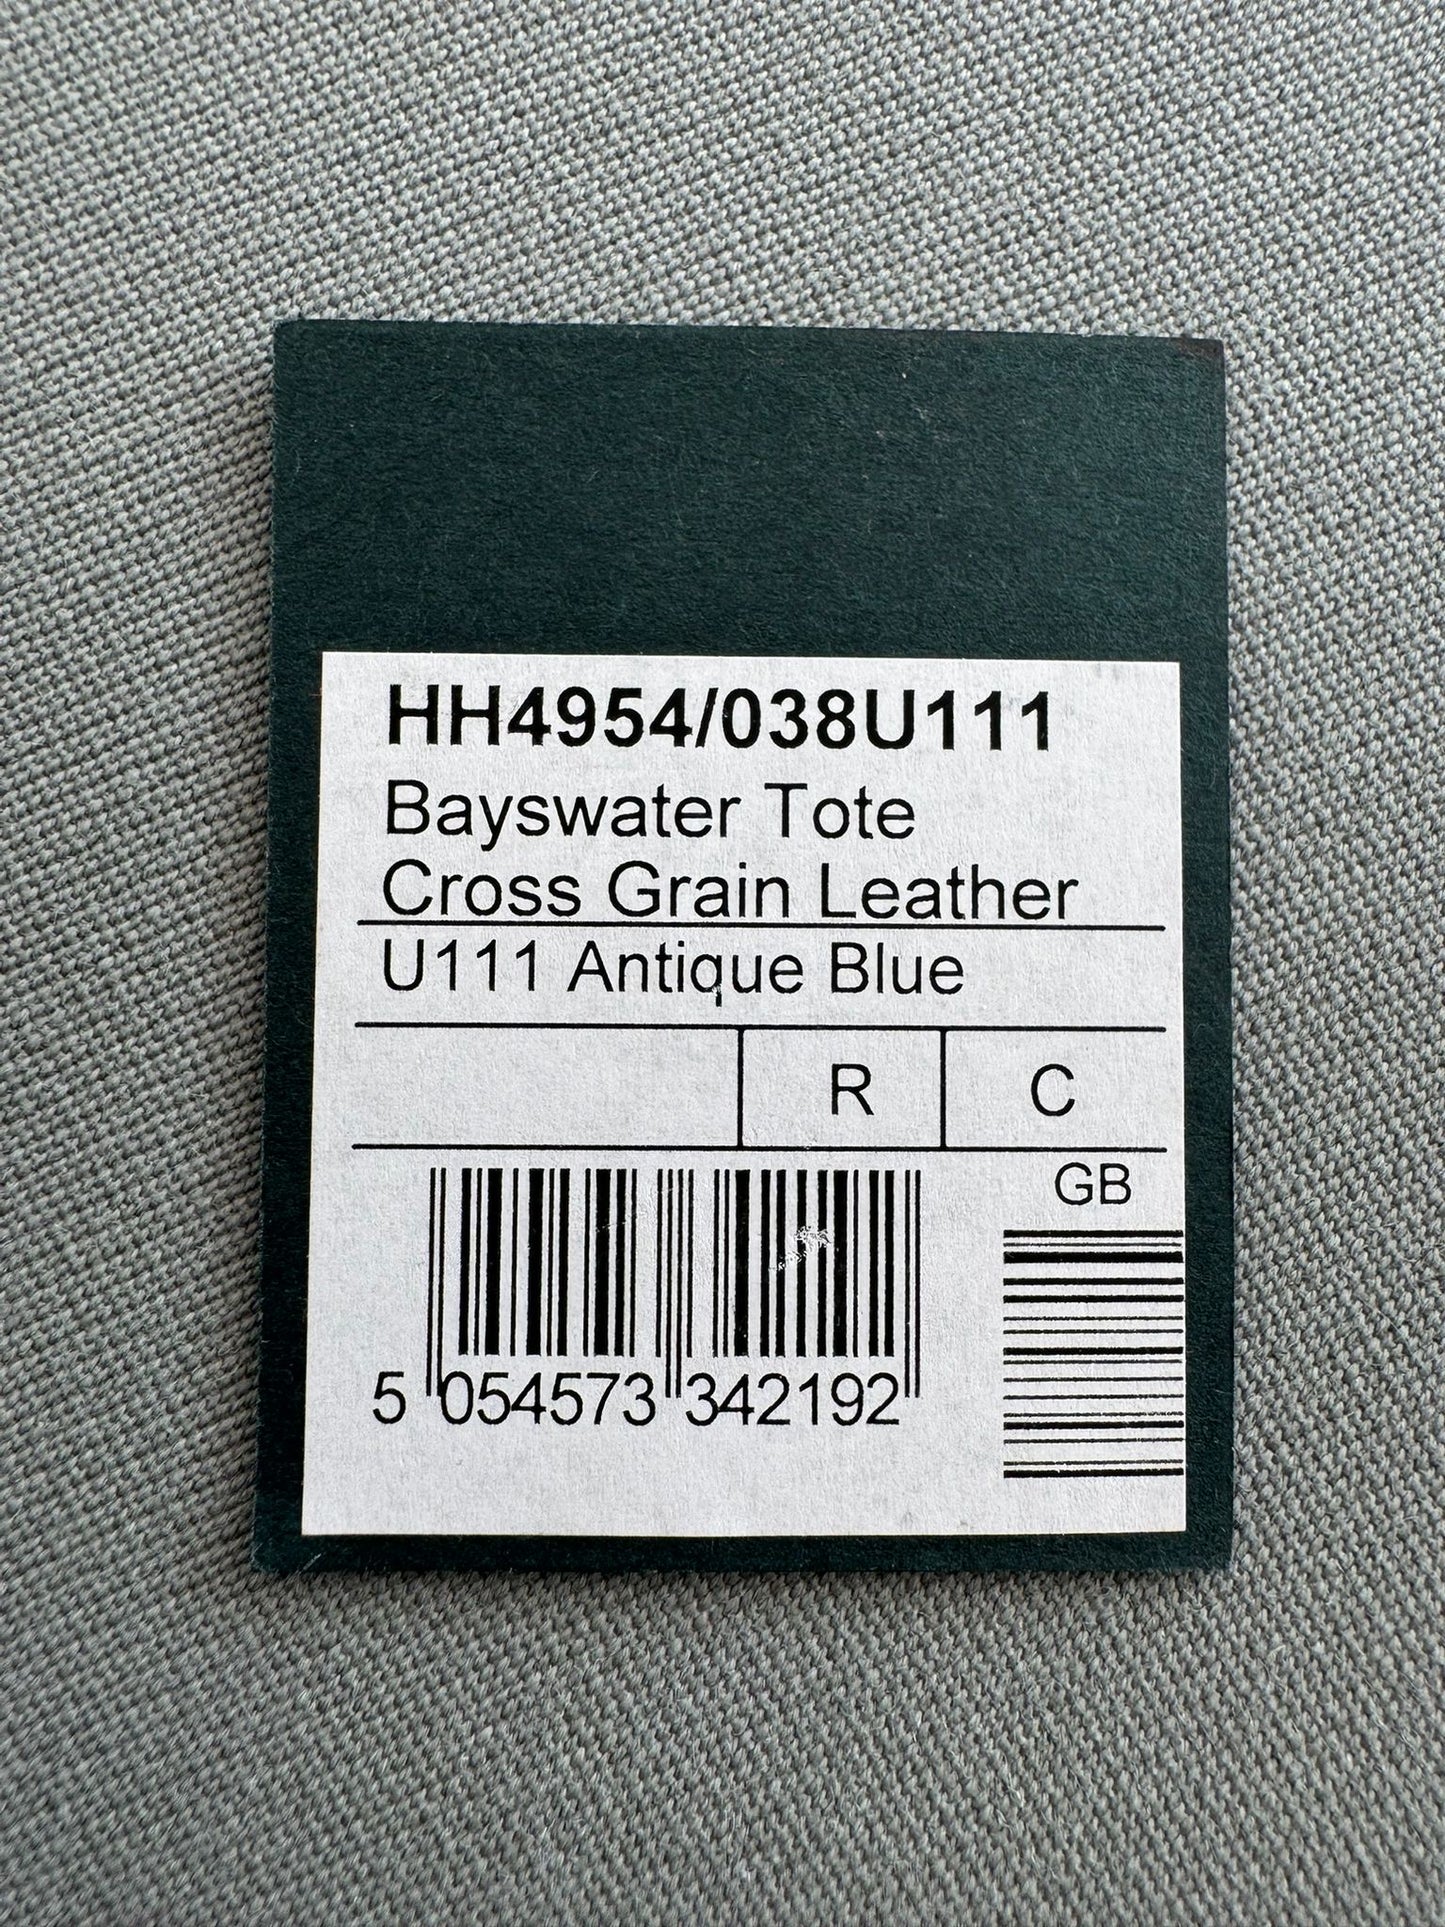 HH4954/038U111
Bayswater Tote
Cross Grain Leather
U111 Antique Blue
R C
GB
5 054573 342192